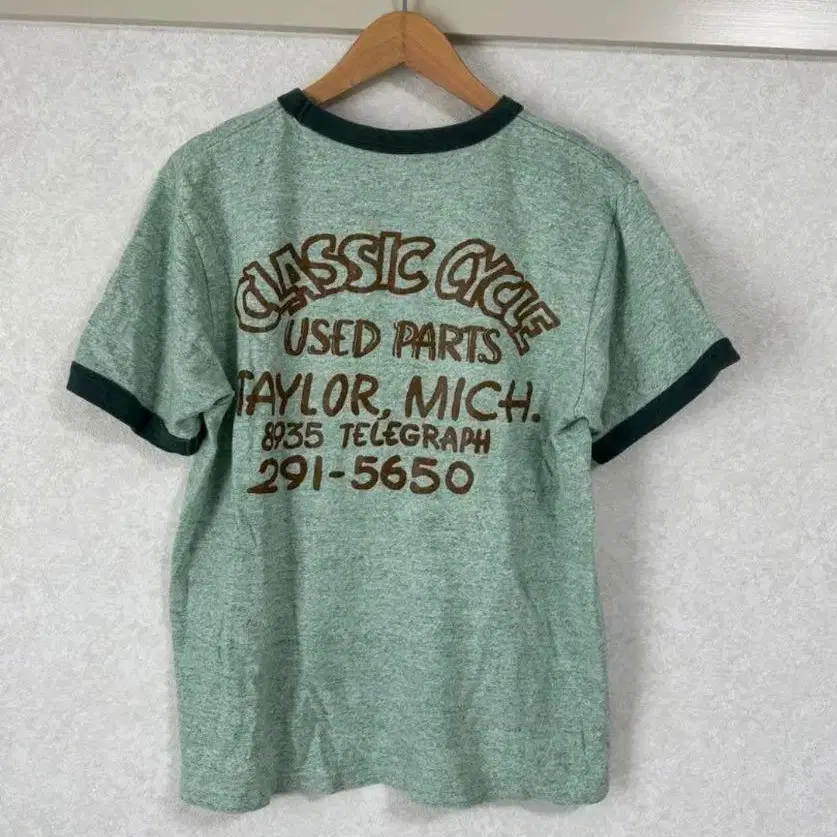 CLASSIC CYCLE
USED PARTS
TAYLOR, MICH.
8935 TELEGRAPH
291-5650